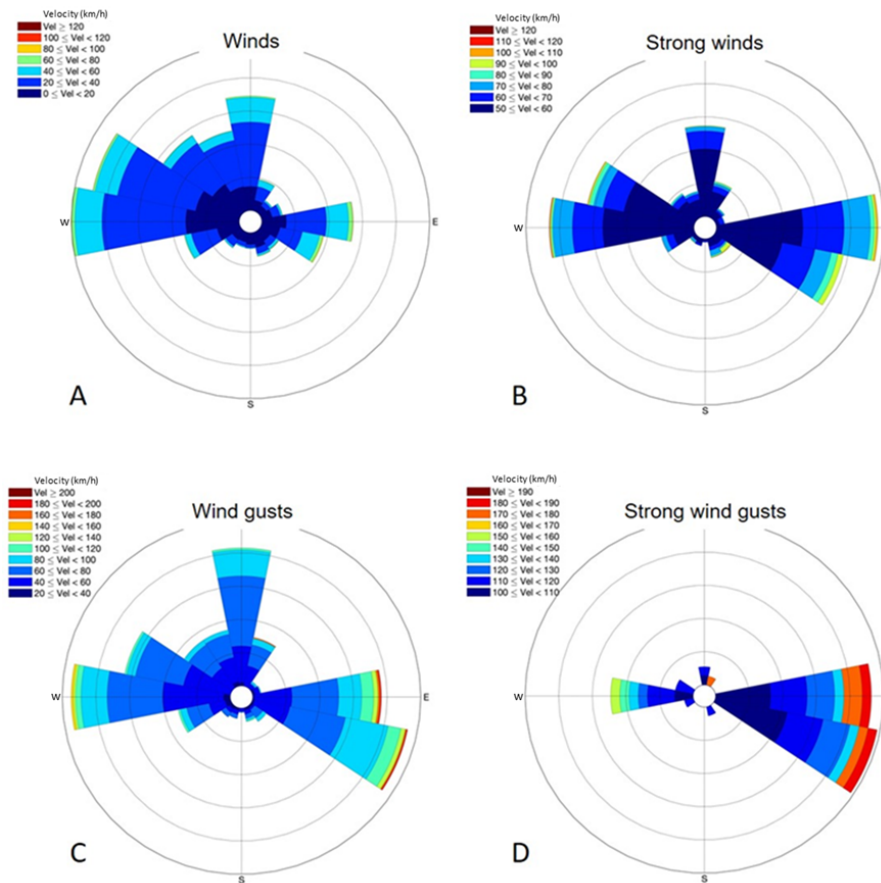 Velocity (km/h)
Vel ≥ 120
100 ≤ Vel < 120
80 ≤ Vel < 100
60 ≤ Vel < 80
40 ≤ Vel < 60
20 ≤ Vel < 40
0 ≤ Vel < 20
Winds
W
E
S
A
Velocity (km/h)
Vel ≥ 120
110 ≤ Vel < 120
100 ≤ Vel < 110
90 ≤ Vel < 100
80 ≤ Vel < 90
70 ≤ Vel < 80
60 ≤ Vel < 70
50 ≤ Vel < 60
Strong winds
W
E
S
B
Velocity (km/h)
Vel ≥ 200
180 ≤ Vel < 200
160 ≤ Vel < 180
140 ≤ Vel < 160
120 ≤ Vel < 140
100 ≤ Vel < 120
80 ≤ Vel < 100
60 ≤ Vel < 80
40 ≤ Vel < 60
20 ≤ Vel < 40
Wind gusts
W
E
S
C
Velocity (km/h)
Vel ≥ 190
180 ≤ Vel < 190
170 ≤ Vel < 180
160 ≤ Vel < 170
150 ≤ Vel < 160
140 ≤ Vel < 150
130 ≤ Vel < 140
120 ≤ Vel < 130
110 ≤ Vel < 120
100 ≤ Vel < 110
Strong wind gusts
W
E
S
D